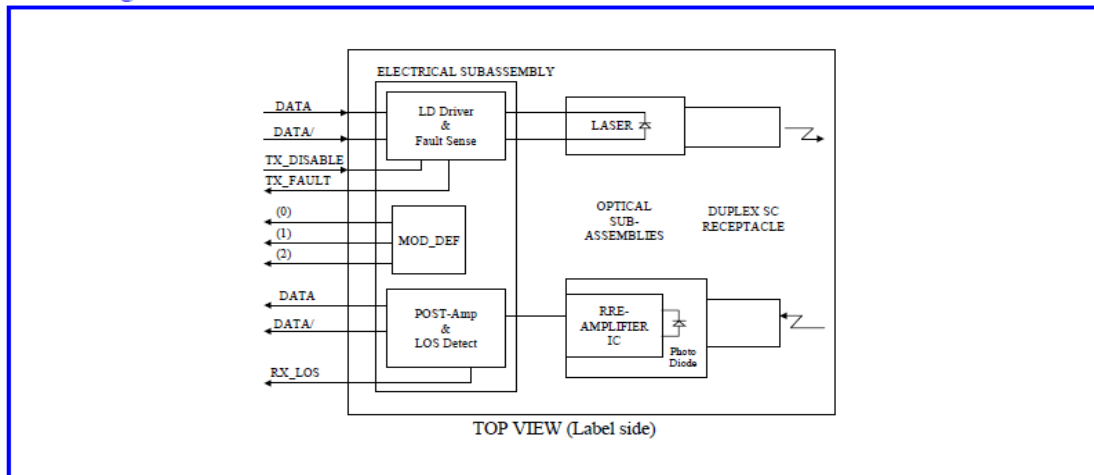 ELECTRICAL SUBASSEMBLY
DATA
DATA/
TX_DISABLE
TX_FAULT
LD Driver
&
Fault Sense
LASER
(0)
(1)
(2)
MOD_DEF
OPTICAL
SUB-
ASSEMBLIES
DUPLEX SC
RECEPTACLE
DATA
DATA/
RX_LOS
POST-Amp
&
LOS Detect
RRE-
AMPLIFIER
IC
Photo
Diode
TOP VIEW (Label side)